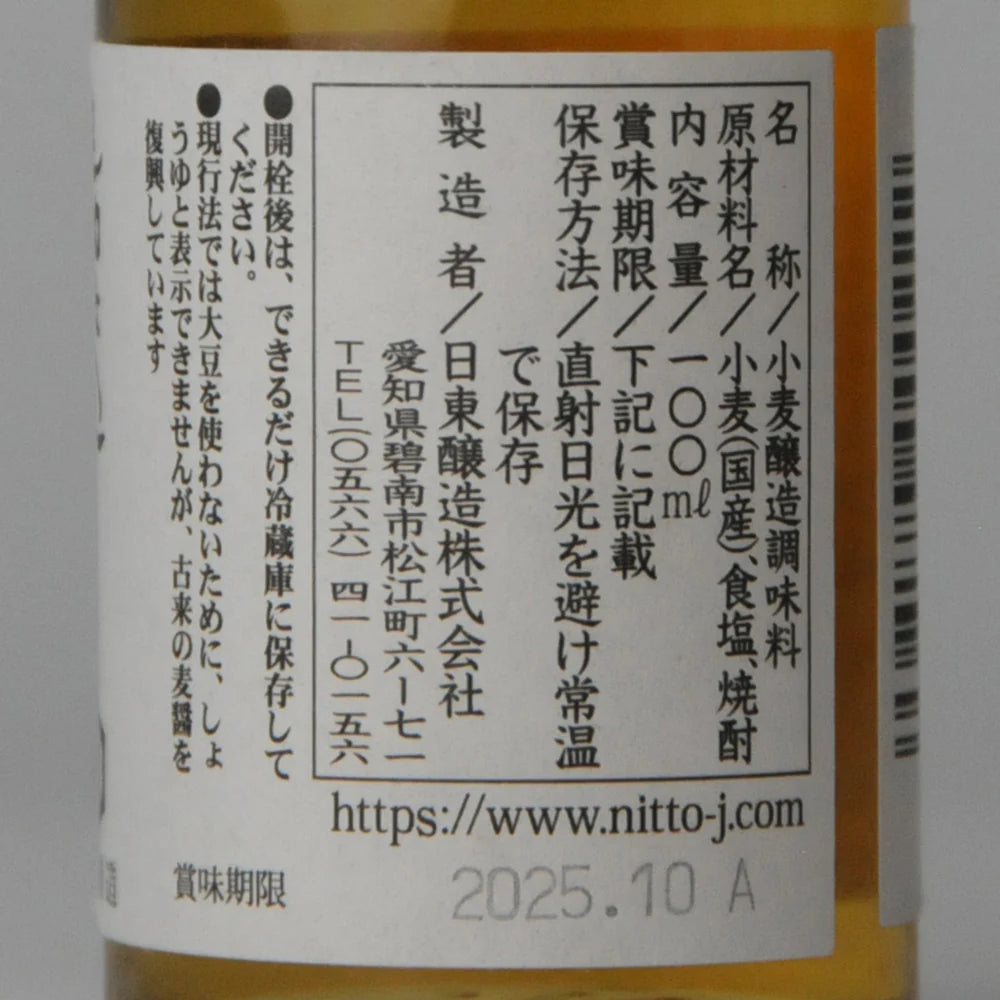 名称/小麦醸造調味料
原材料名/小麦(国産)、食塩、焼酎
内容量/一〇〇mℓ
賞味期限/下記に記載
保存方法/直射日光を避け常温
で保存
製造者/日東醸造株式会社
愛知県碧南市松江町六ー七一
TEL(〇五六六)四一ー〇一五六
●開栓後は、できるだけ冷蔵庫に保存して
ください。
●現行法では大豆を使わないために、しょ
うゆと表示できませんが、古来の麦醤を
復興しています
https://www.nitto-j.com
賞味期限 2025.10 A